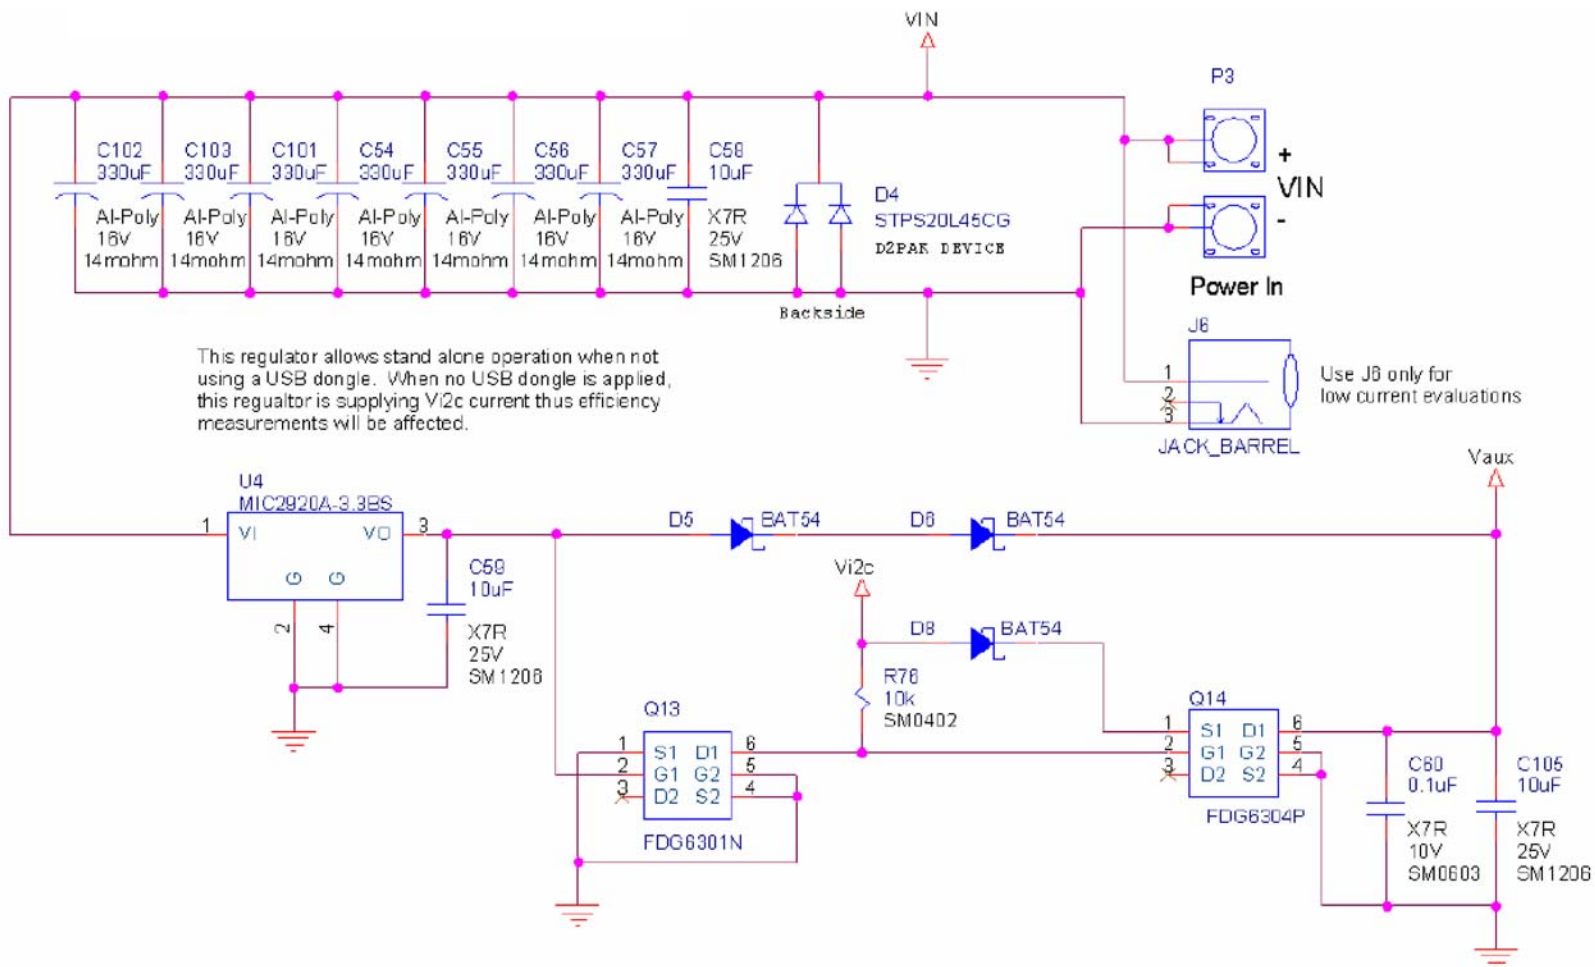 VIN
P3
+
VIN
-
Power In
C102
330uF
Al-Poly
16V
14mohm
C103
330uF
Al-Poly
16V
14mohm
C101
330uF
Al-Poly
16V
14mohm
C54
330uF
Al-Poly
16V
14mohm
C55
330uF
Al-Poly
16V
14mohm
C56
330uF
Al-Poly
16V
14mohm
C57
330uF
Al-Poly
16V
14mohm
C58
10uF
X7R
25V
SM1206
D4
STPS20L45CG
D2PAK DEVICE
Backside
J6
1
2
3
JACK_BARREL
Use J6 only for
low current evaluations
This regulator allows stand alone operation when not
using a USB dongle. When no USB dongle is applied,
this regualtor is supplying Vi2c current thus efficiency
measurements will be affected.
U4
MIC2920A-3.3BS
1
VI
VO
3
G
G
2
4
C59
10uF
X7R
25V
SM1206
D5
BAT54
D6
BAT54
Vaux
Vi2c
D8
BAT54
R76
10k
SM0402
Q13
1
2
3
S1
G1
D2
D1
G2
S2
6
5
4
FDG6301N
Q14
1
2
3
S1
G1
D2
D1
G2
S2
6
5
4
FDG6304P
C60
0.1uF
X7R
10V
SM0603
C105
10uF
X7R
25V
SM1206